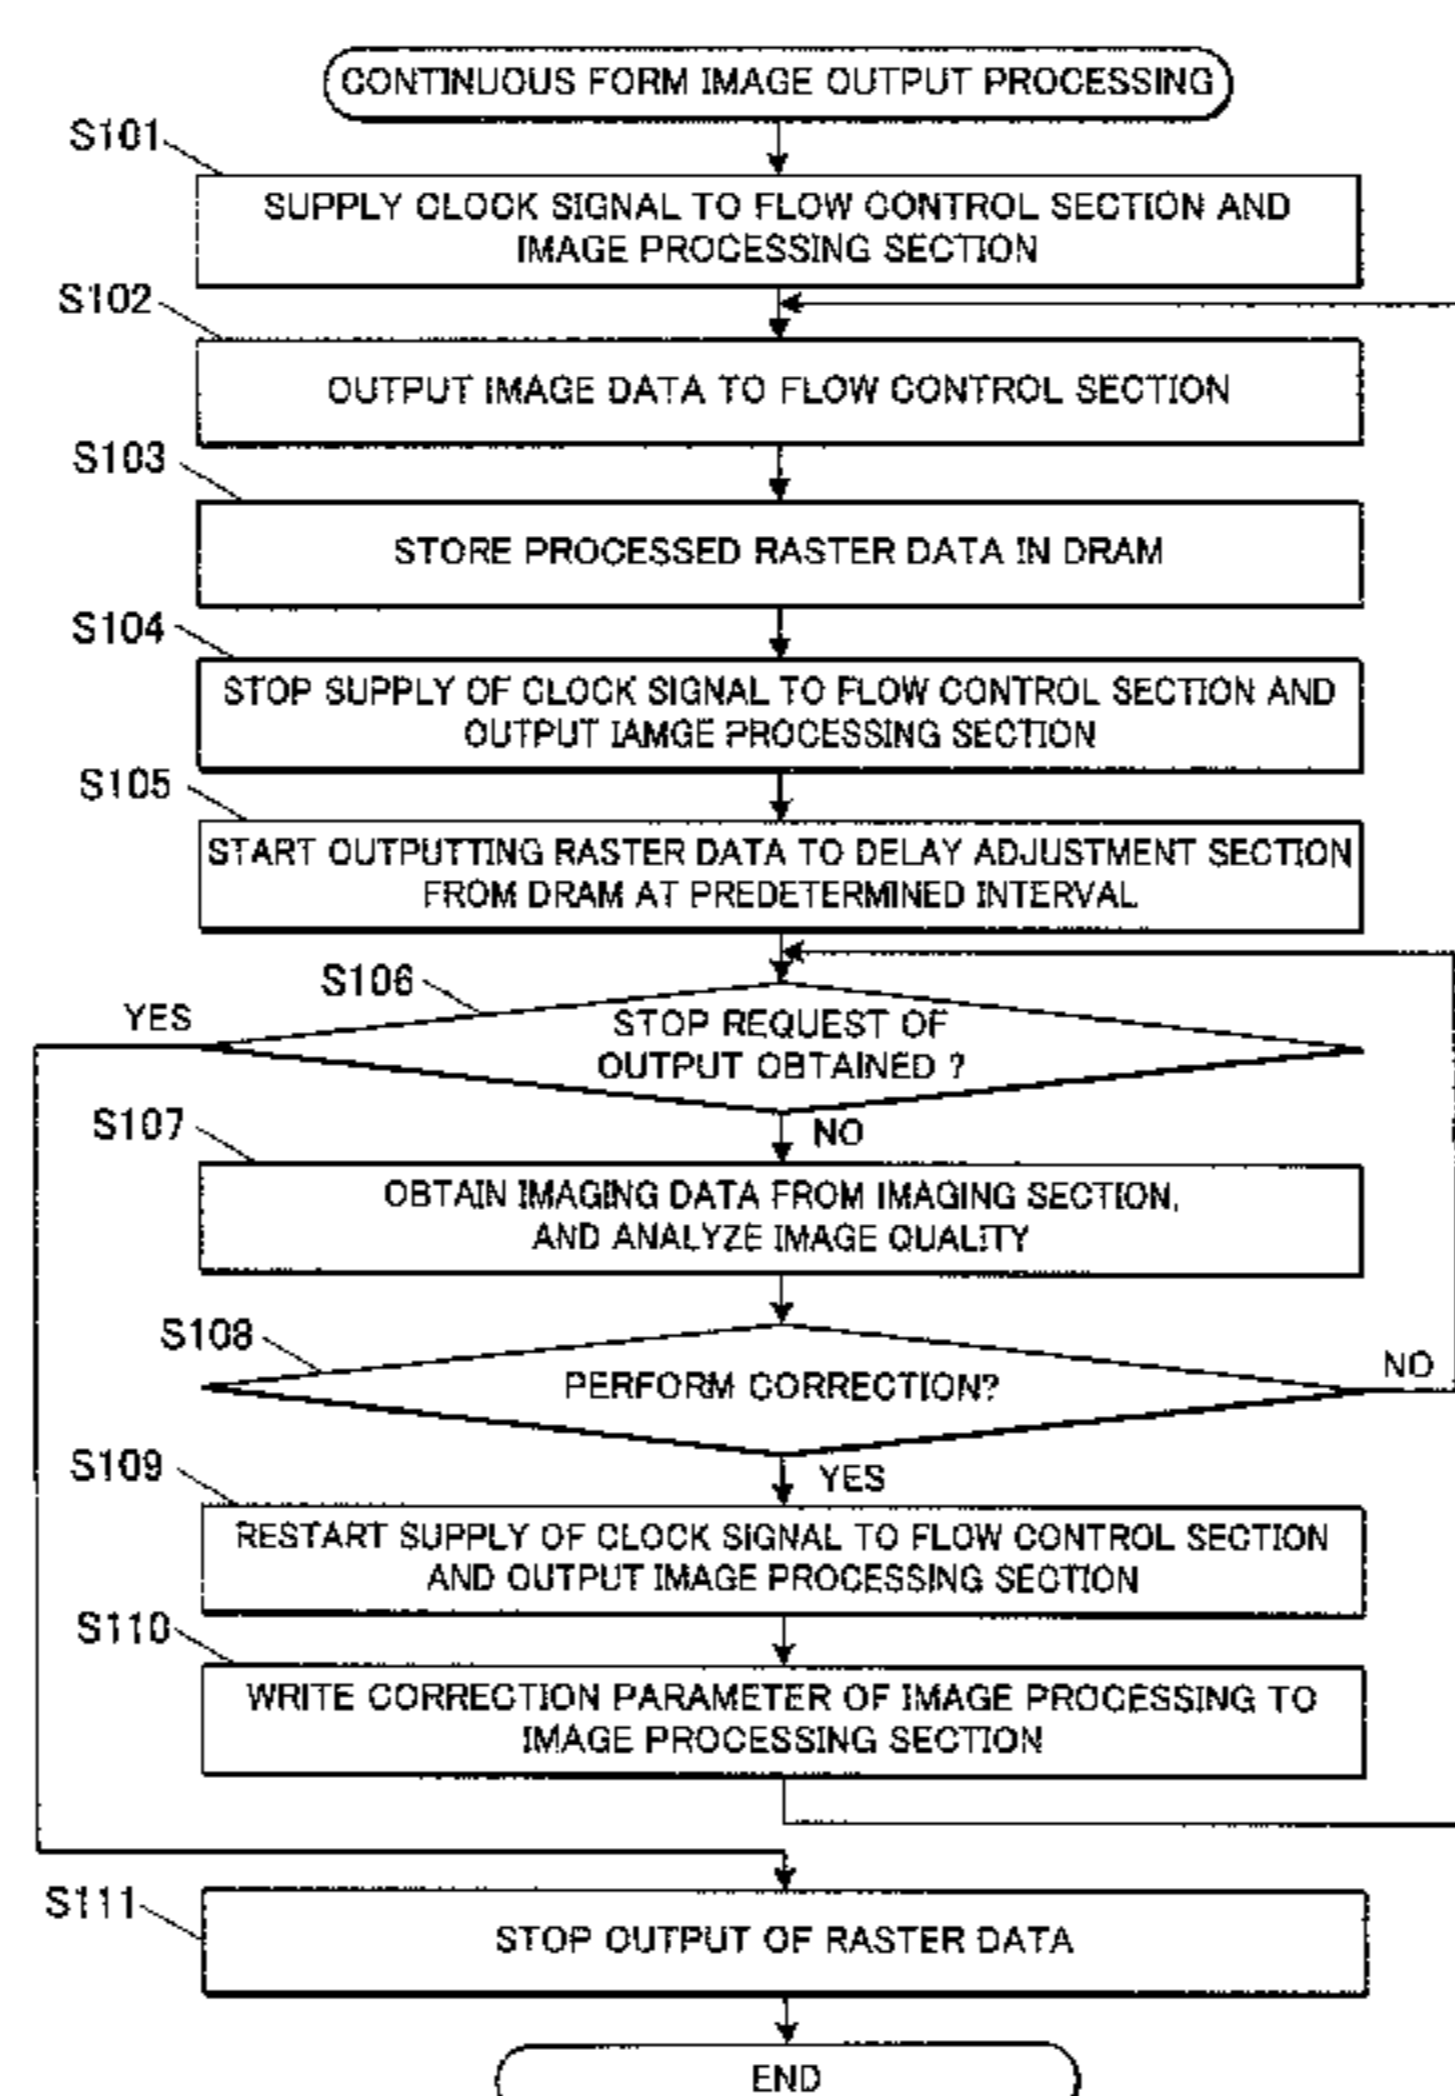 CONTINUOUS FORM IMAGE OUTPUT PROCESSING
S101
SUPPLY CLOCK SIGNAL TO FLOW CONTROL SECTION AND
IMAGE PROCESSING SECTION
S102
OUTPUT IMAGE DATA TO FLOW CONTROL SECTION
S103
STORE PROCESSED RASTER DATA IN DRAM
S104
STOP SUPPLY OF CLOCK SIGNAL TO FLOW CONTROL SECTION AND
OUTPUT IAMGE PROCESSING SECTION
S105
START OUTPUTTING RASTER DATA TO DELAY ADJUSTMENT SECTION
FROM DRAM AT PREDETERMINED INTERVAL
S106
YES
STOP REQUEST OF
OUTPUT OBTAINED ?
NO
S107
OBTAIN IMAGING DATA FROM IMAGING SECTION,
AND ANALYZE IMAGE QUALITY
S108
PERFORM CORRECTION?
NO
YES
S109
RESTART SUPPLY OF CLOCK SIGNAL TO FLOW CONTROL SECTION
AND OUTPUT IMAGE PROCESSING SECTION
S110
WRITE CORRECTION PARAMETER OF IMAGE PROCESSING TO
IMAGE PROCESSING SECTION
S111
STOP OUTPUT OF RASTER DATA
END